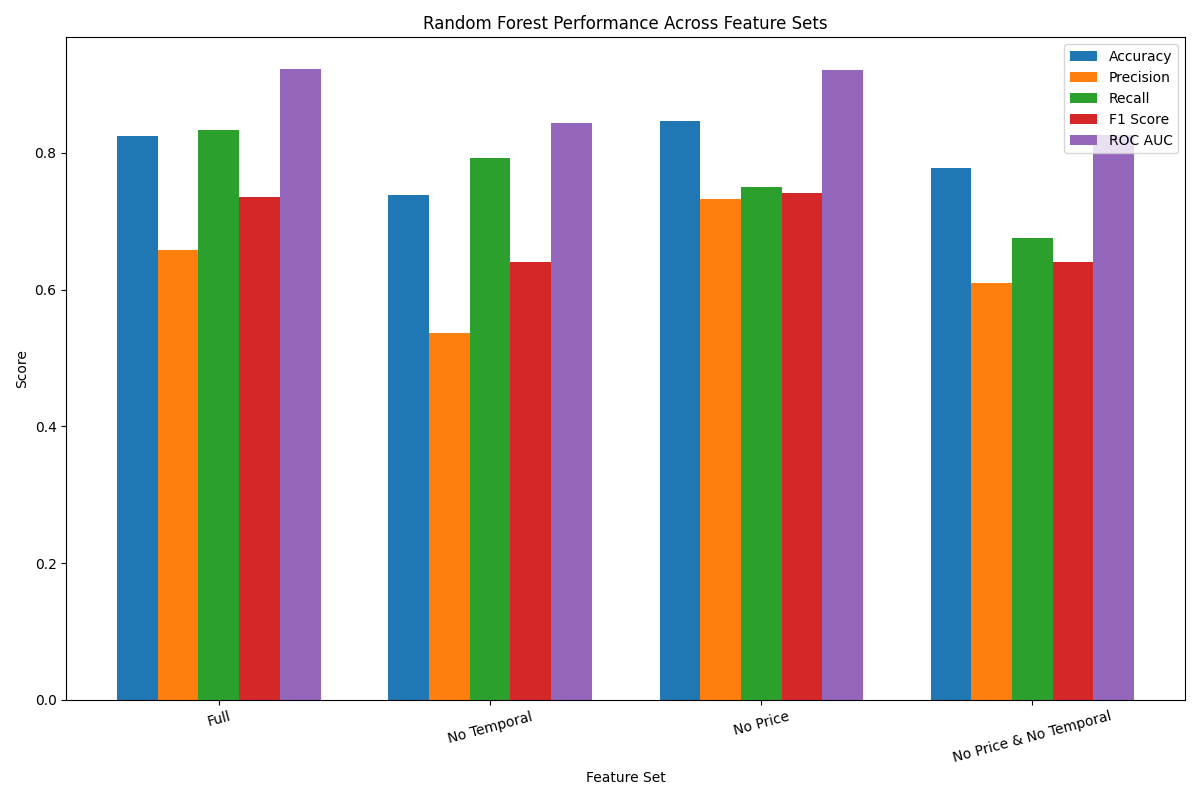 Random Forest Performance Across Feature Sets
Accuracy
Precision
Recall
F1 Score
ROC AUC
0.8
0.6
0.4
0.2
0.0
Score
Full
No Temporal
No Price
No Price & No Temporal
Feature Set